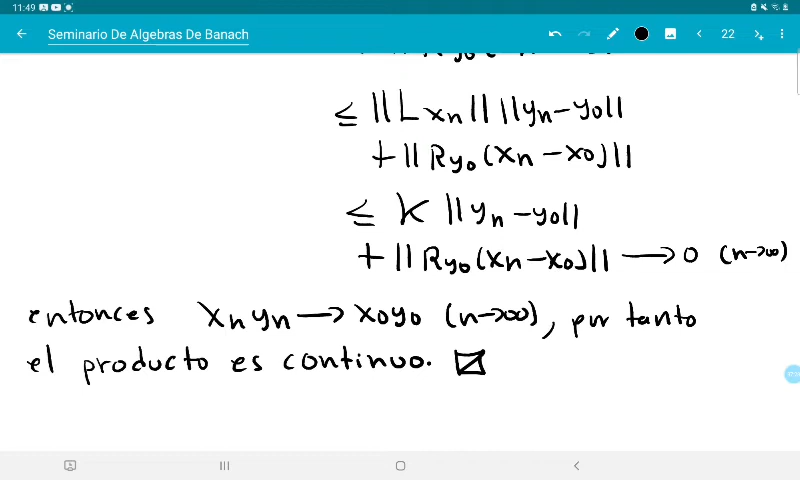 11:49
Seminario De Algebras De Banach
22
≤ ||Lxn|| ||yn-yo||
+ ||Ryo(xn-xo)||
≤ K ||yn-yo||
+ ||Ryo(xn-xo)|| → 0 (n→∞)
entonces xnyn → xoyo (n→∞), por tanto
el producto es continuo.